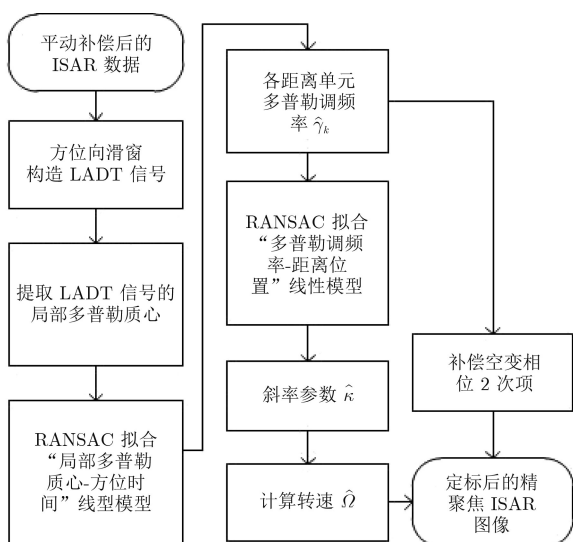 平动补偿后的
ISAR 数据
方位向滑窗
构造 LADT 信号
提取 LADT 信号的
局部多普勒质心
RANSAC 拟合
“局部多普勒
质心-方位时
间”线型模型
各距离单元
多普勒调频
率 γ̂ₖ
RANSAC 拟合
“多普勒调频
率-距离位
置”线性模型
斜率参数 κ̂
计算转速 Ω̂
补偿空变相
位 2 次项
定标后的精
聚焦 ISAR
图像